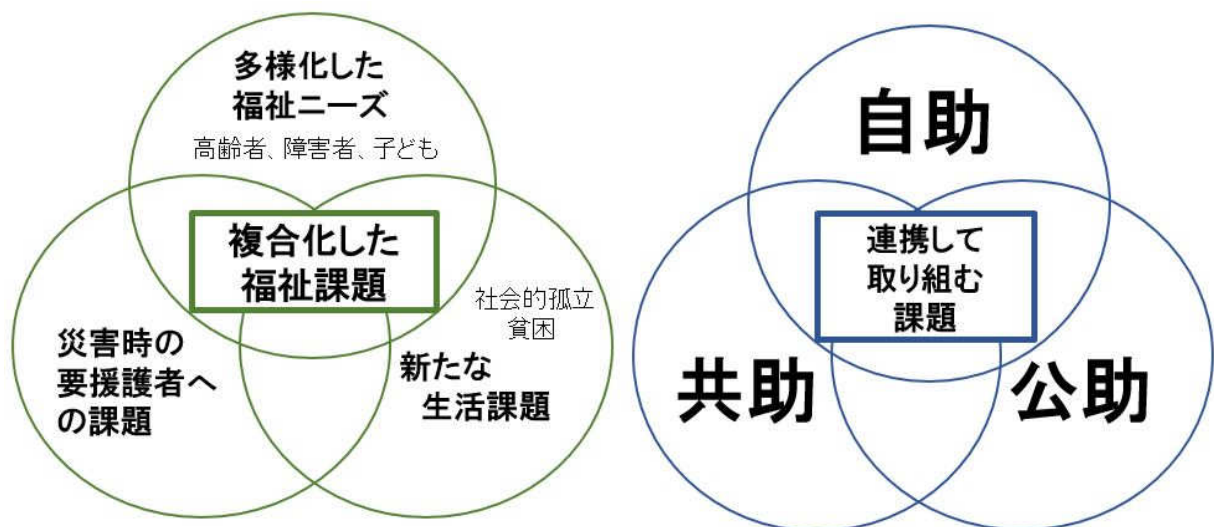 多様化した
福祉ニーズ
高齢者、障害者、子ども
複合化した
福祉課題
社会的孤立
貧困
災害時の
要援護者へ
の課題
新たな
生活課題
自助
連携して
取り組む
課題
共助
公助